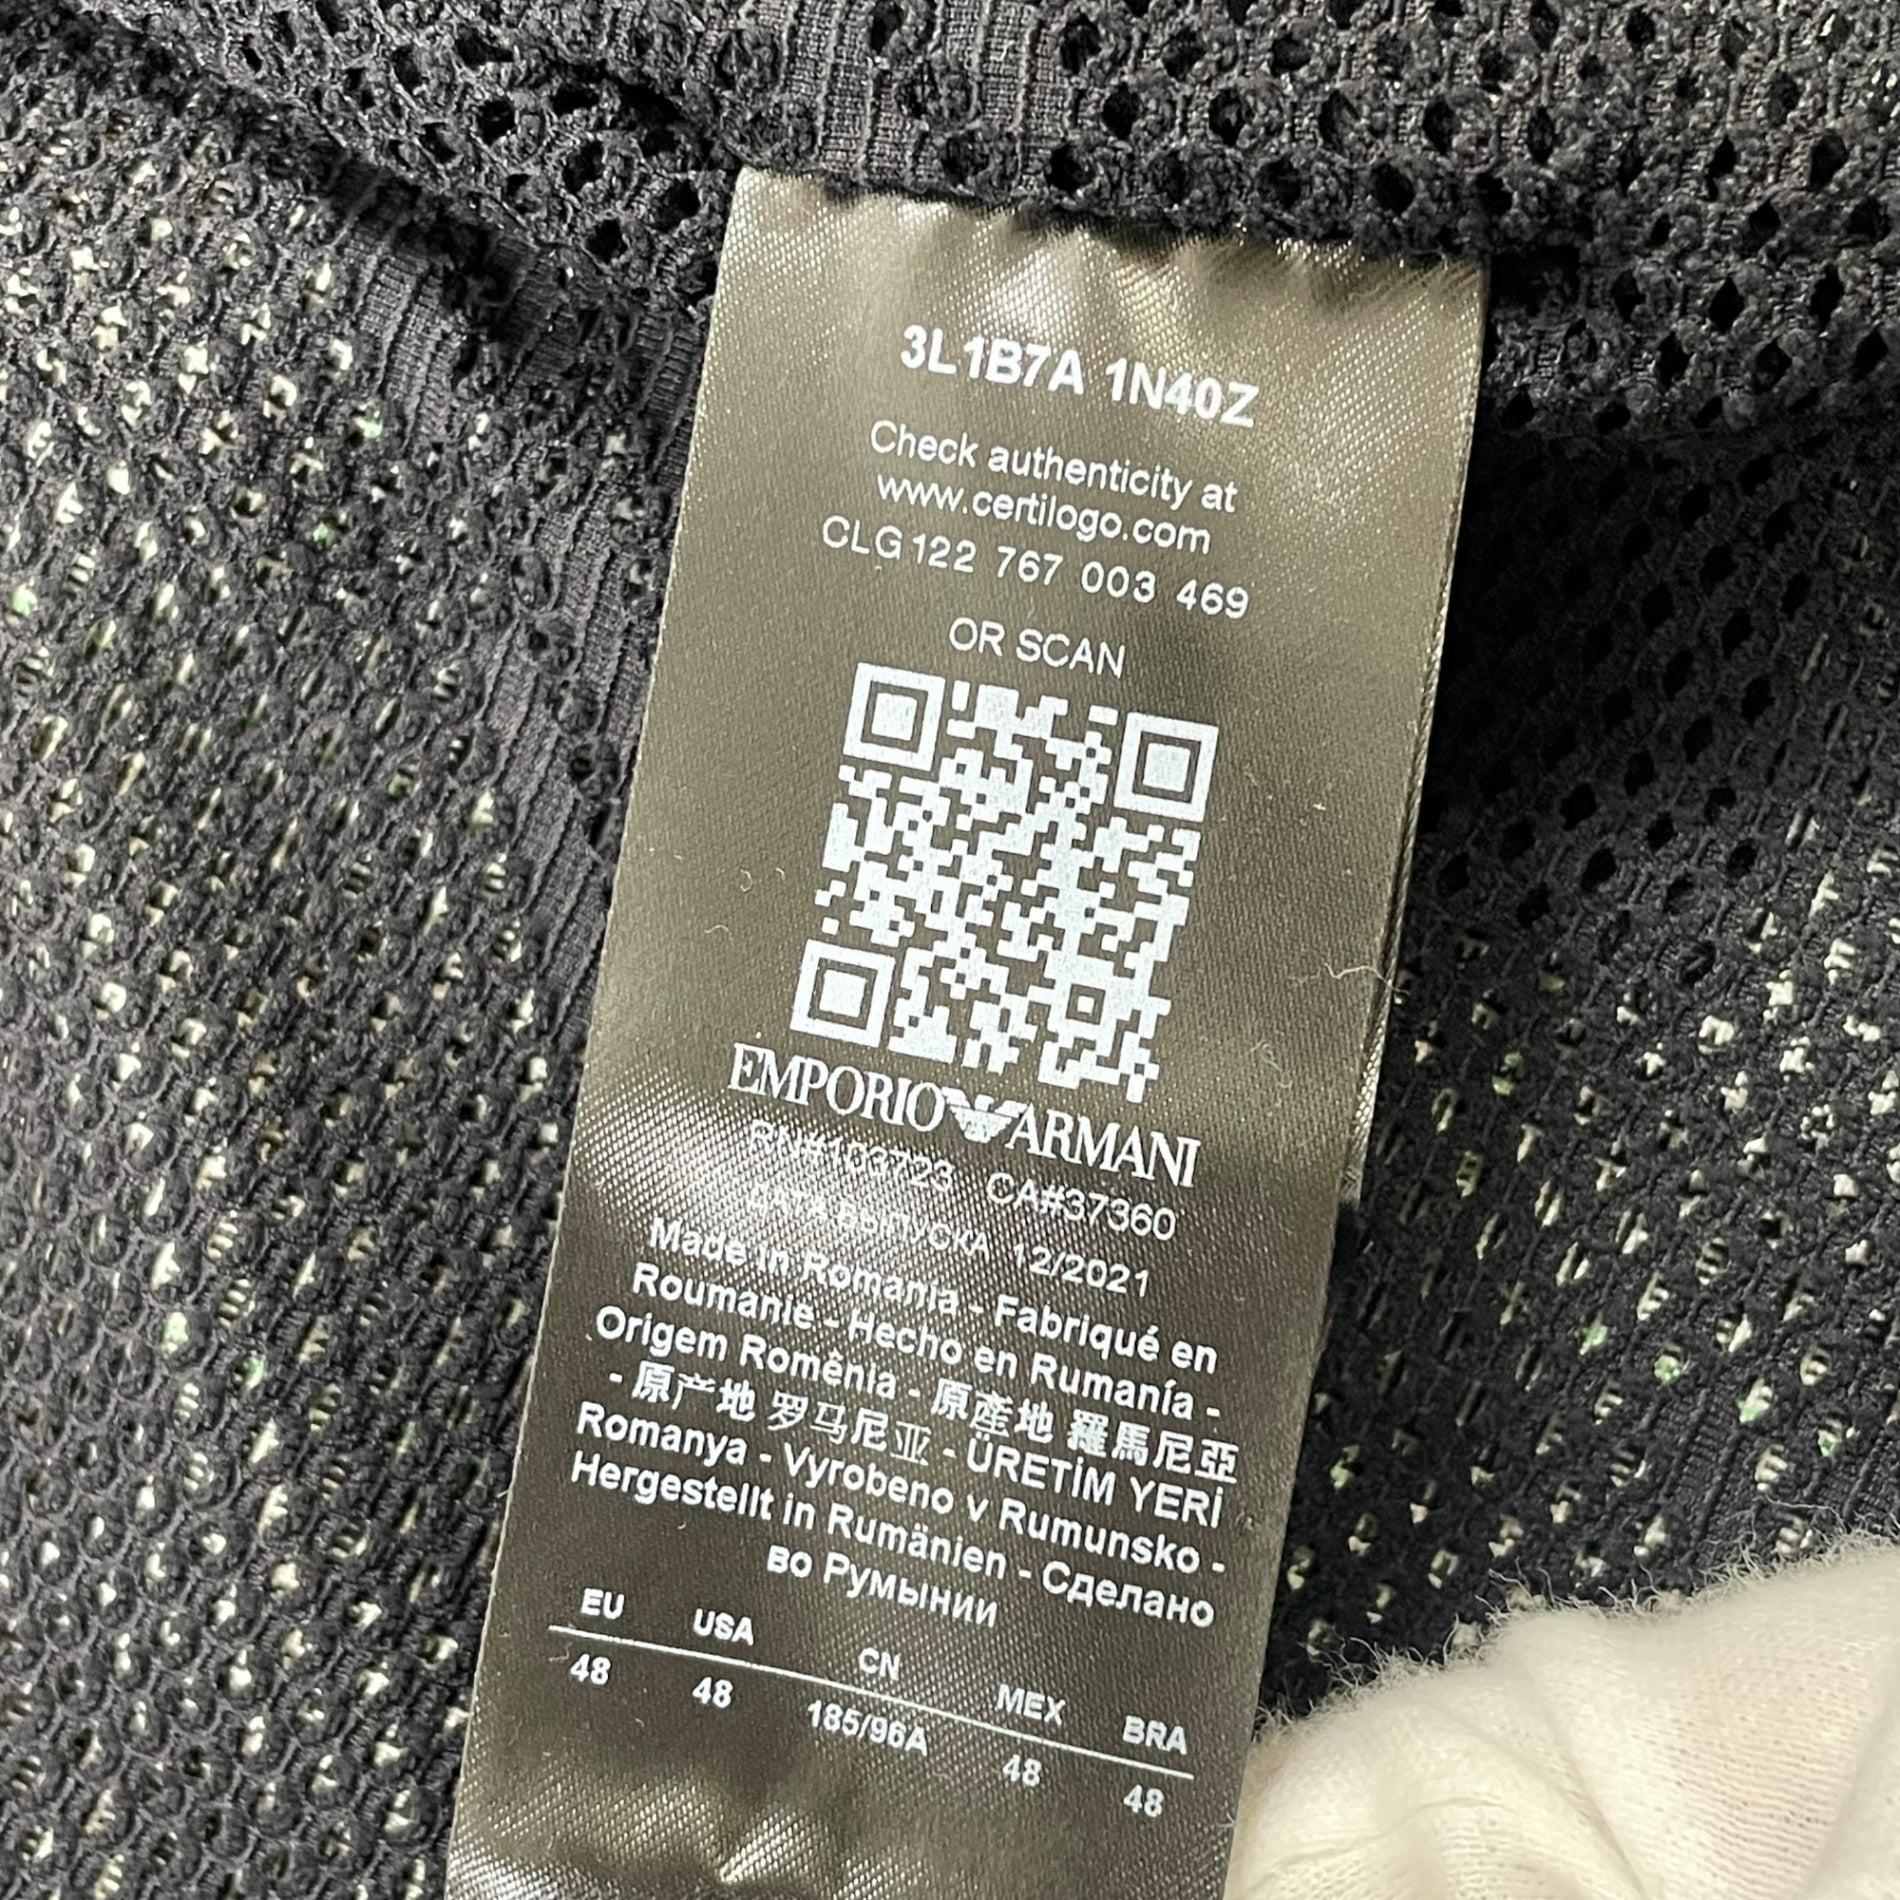 3L1B7A 1N40Z
Check authenticity at
www.certilogo.com
CLG 122 767 003 469
OR SCAN
EMPORIO ARMANI
RN#103723 CA#37360
ДАТА ВЫПУСКА 12/2021
Made in Romania - Fabriqué en
Roumanie - Hecho en Rumanía -
Origem Romênia - 原產地 羅馬尼亞
- 原产地 罗马尼亚 - ÜRETİM YERİ
Romanya - Vyrobeno v Rumunsko -
Hergestellt in Rumänien - Сделано
во Румынии
EU USA CN MEX BRA
48 48 185/96A 48 48